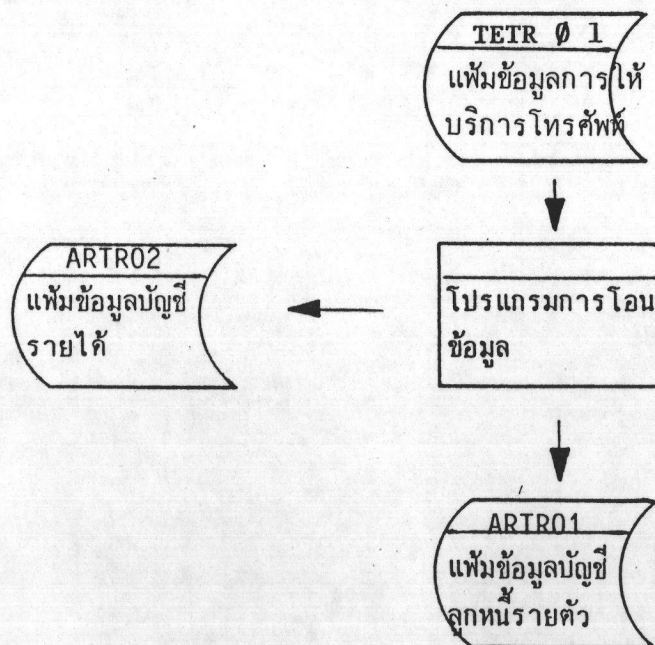 TETR Ø 1
แฟ้มข้อมูลการให้
บริการโทรศัพท์
ARTR02
แฟ้มข้อมูลบัญชี
รายได้
โปรแกรมการโอน
ข้อมูล
ARTR01
แฟ้มข้อมูลบัญชี
ลูกหนี้รายตัว